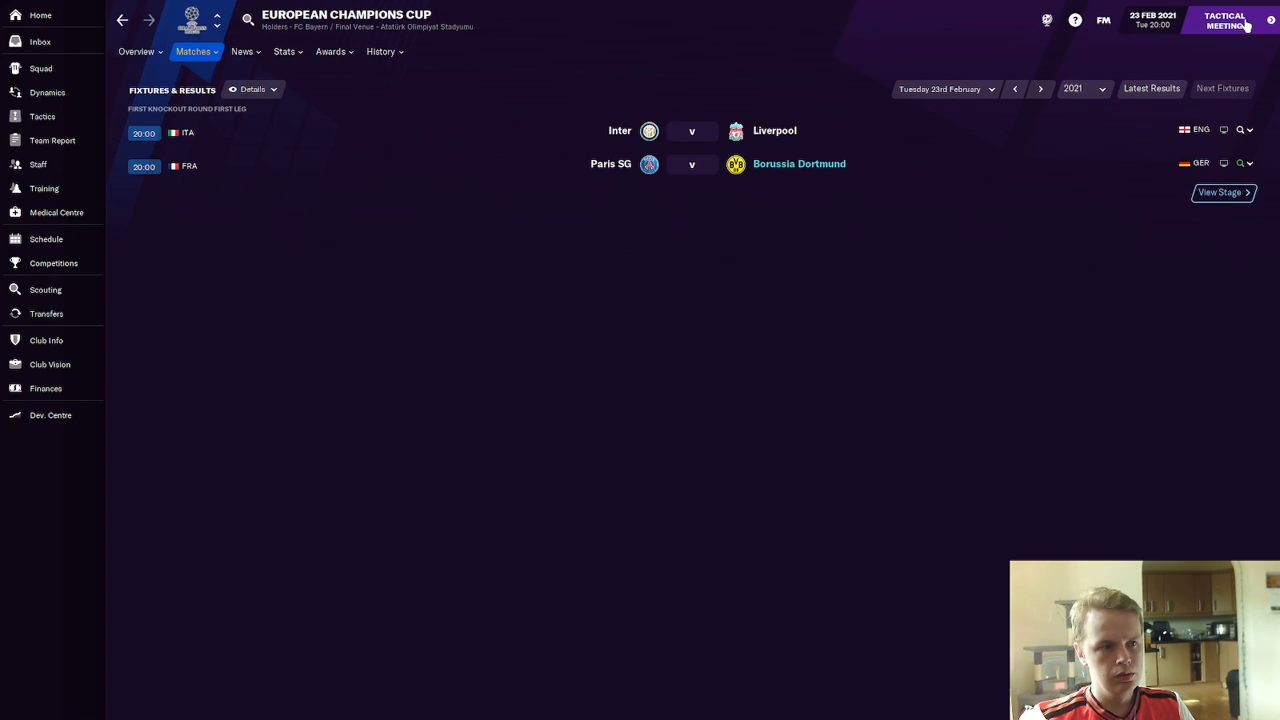 Home
Inbox
Squad
Dynamics
Tactics
Team Report
Staff
Training
Medical Centre
Schedule
Competitions
Scouting
Transfers
Club Info
Club Vision
Finances
Dev. Centre
EUROPEAN CHAMPIONS CUP
Holders - FC Bayern / Final Venue - Atatürk Olimpiyat Stadyumu
? FM 23 FEB 2021
Tue 20:00
TACTICAL
MEETING
Overview Matches News Stats Awards History
FIXTURES & RESULTS Details Tuesday 23rd February 2021 Latest Results Next Fixtures
FIRST KNOCKOUT ROUND FIRST LEG
20:00 ITA Inter v Liverpool ENG
20:00 FRA Paris SG v Borussia Dortmund GER
View Stage